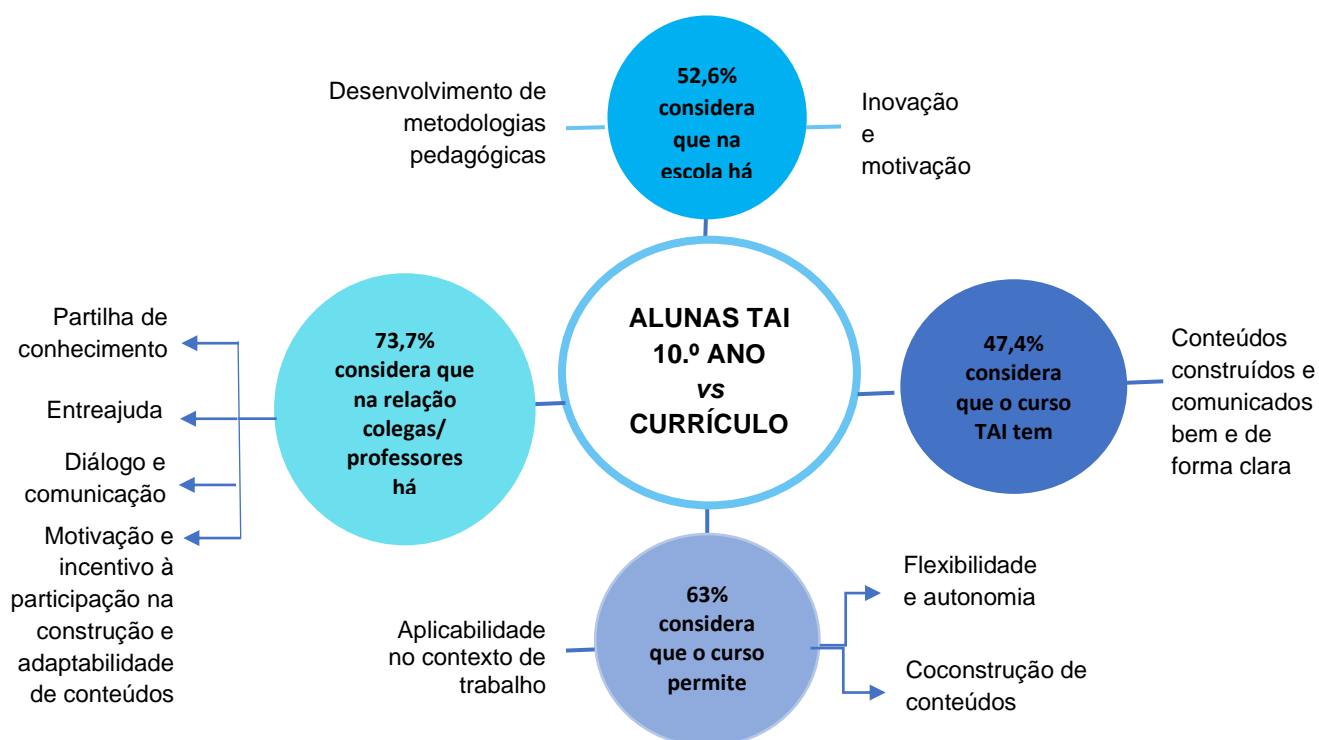 52,6%
considera
que na
escola há
Desenvolvimento de
metodologias
pedagógicas
Inovação
e
motivação
ALUNAS TAI
10.º ANO
vs
CURRÍCULO
73,7%
considera que
na relação
colegas/
professores
há
Partilha de
conhecimento
Entreajuda
Diálogo e
comunicação
Motivação e
incentivo à
participação na
construção e
adaptabilidade
de conteúdos
47,4%
considera
que o curso
TAI tem
Conteúdos
construídos e
comunicados
bem e de
forma clara
63%
considera
que o curso
permite
Aplicabilidade
no contexto de
trabalho
Flexibilidade
e autonomia
Coconstrução de
conteúdos